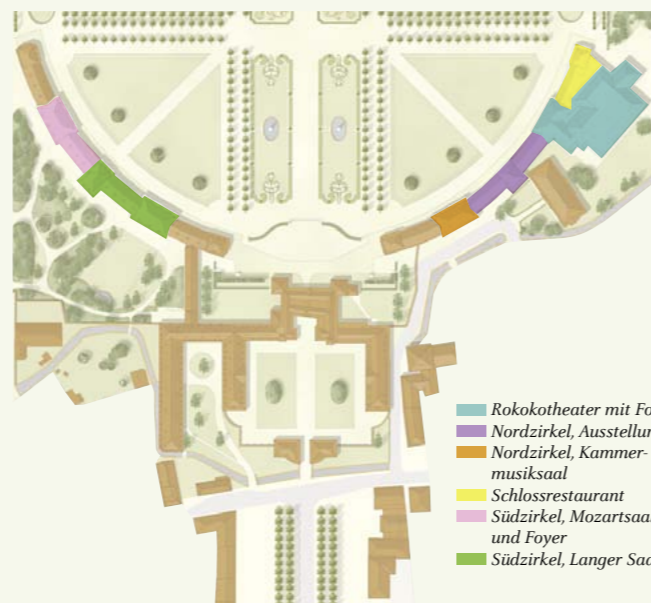 Rokokotheater mit Fo
Nordzirkel, Ausstellun
Nordzirkel, Kammer-
musiksaal
Schlossrestaurant
Südzirkel, Mozartsaa
und Foyer
Südzirkel, Langer Saa